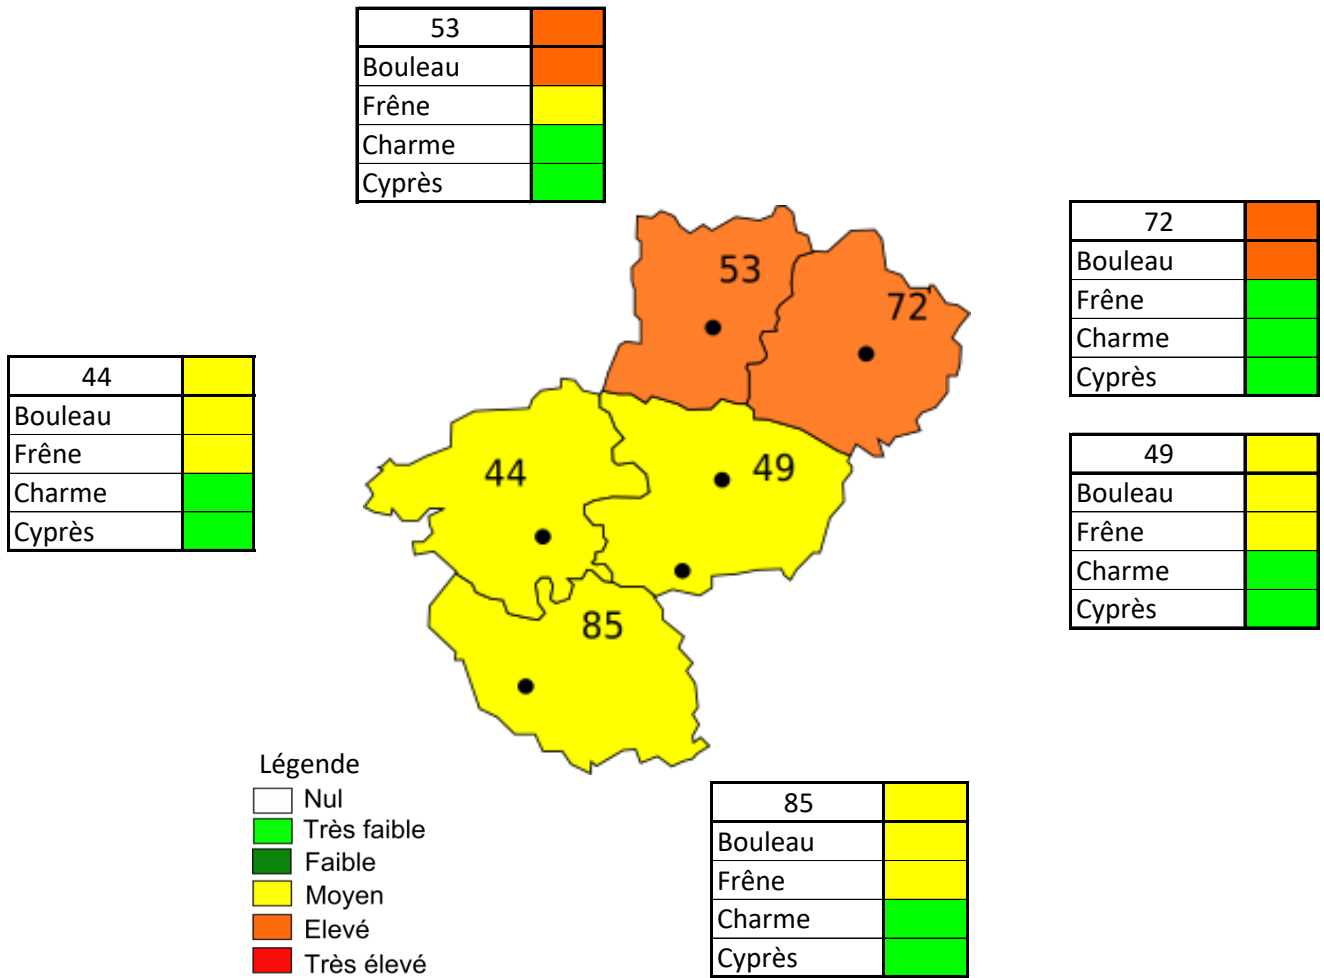 53
Bouleau
Frêne
Charme
Cyprès
72
Bouleau
Frêne
Charme
Cyprès
53
72
44
Bouleau
Frêne
Charme
Cyprès
44
49
49
Bouleau
Frêne
Charme
Cyprès
85
Légende
Nul
Très faible
Faible
Moyen
Elevé
Très élevé
85
Bouleau
Frêne
Charme
Cyprès